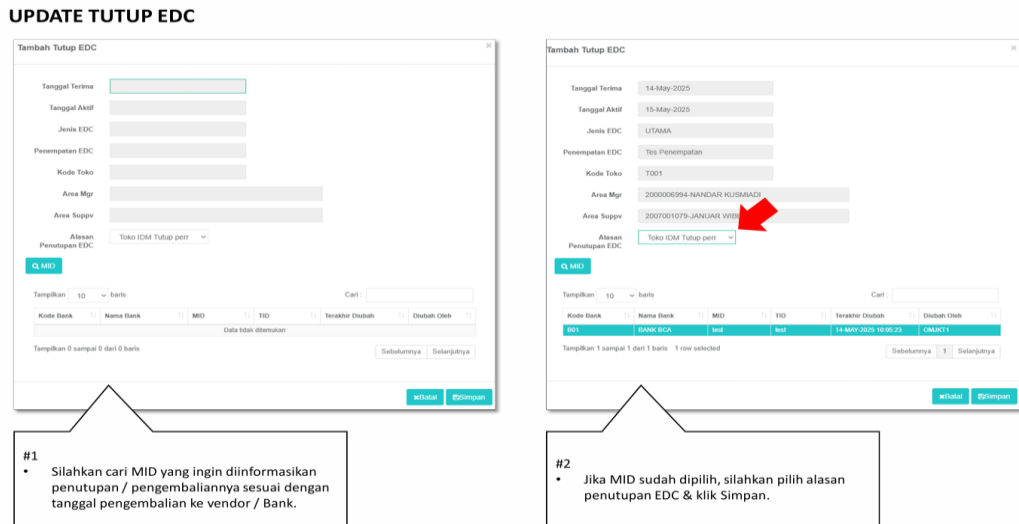 UPDATE TUTUP EDC
Tambah Tutup EDC ×
Tanggal Terima
Tanggal Aktif
Jenis EDC
Penempatan EDC
Kode Toko
Area Mgr
Area Suppv
Alasan Penutupan EDC Toko IDM Tutup perr
MID
Tampilkan 10 baris Cari :
Kode Bank Nama Bank MID TID Terakhir Diubah Diubah Oleh
Data tidak ditemukan
Tampilkan 0 sampai 0 dari 0 baris Sebelumnya Selanjutnya
×Batal Simpan
#1
• Silahkan cari MID yang ingin diinformasikan
penutupan / pengembaliannya sesuai dengan
tanggal pengembalian ke vendor / Bank.
Tambah Tutup EDC ×
Tanggal Terima 14-May-2025
Tanggal Aktif 15-May-2025
Jenis EDC UTAMA
Penempatan EDC Tes Penempatan
Kode Toko T001
Area Mgr 2000006994-NANDAR KUSMIADI
Area Suppv 2007001079-JANUAR
Alasan Penutupan EDC Toko IDM Tutup perr
MID
Tampilkan 10 baris Cari :
Kode Bank Nama Bank MID TID Terakhir Diubah Diubah Oleh
B01 BANK BCA test test 14-MAY-2025 10:05:23 OMJKT1
Tampilkan 1 sampai 1 dari 1 baris 1 row selected Sebelumnya 1 Selanjutnya
×Batal Simpan
#2
• Jika MID sudah dipilih, silahkan pilih alasan
penutupan EDC & klik Simpan.